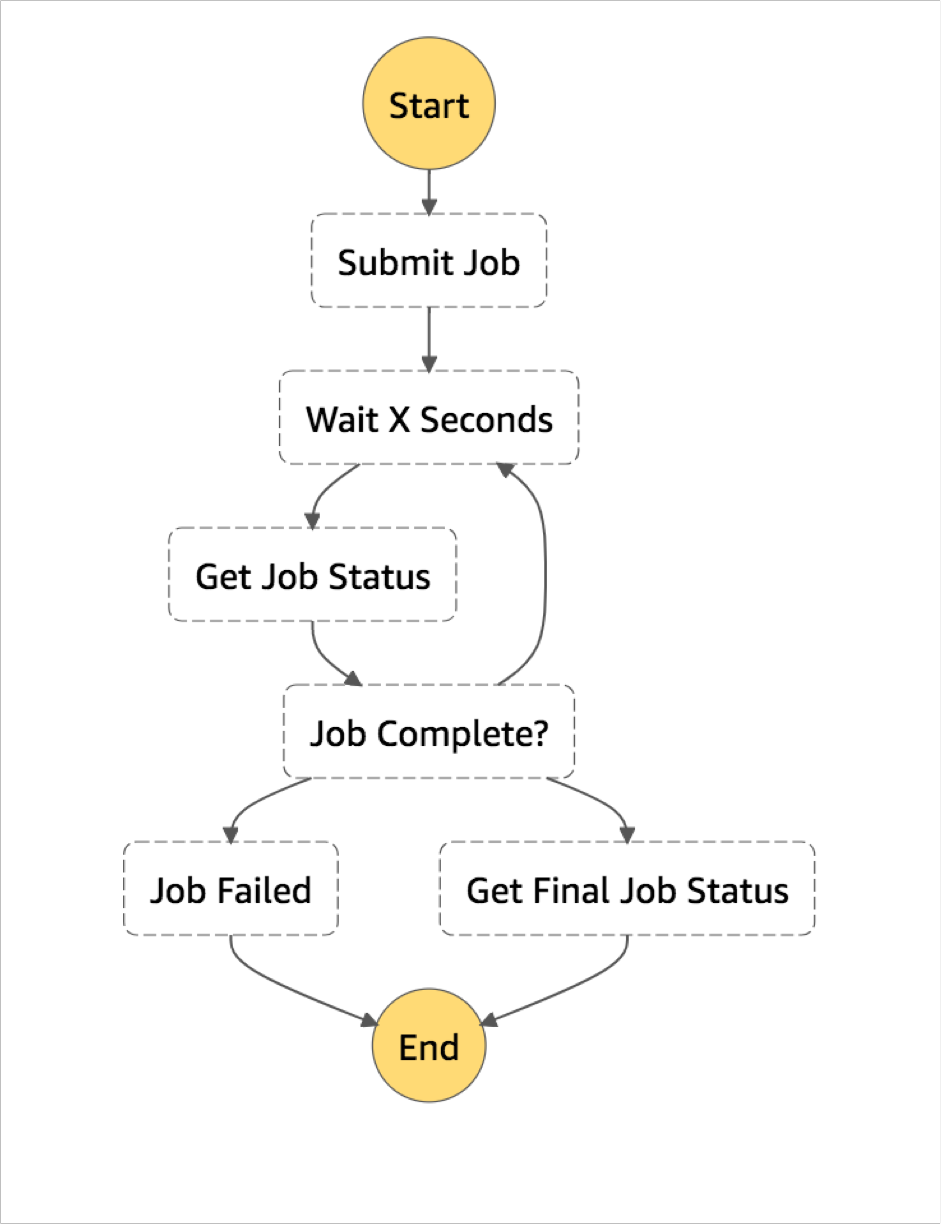 Start
Submit Job
Wait X Seconds
Get Job Status
Job Complete?
Job Failed
Get Final Job Status
End